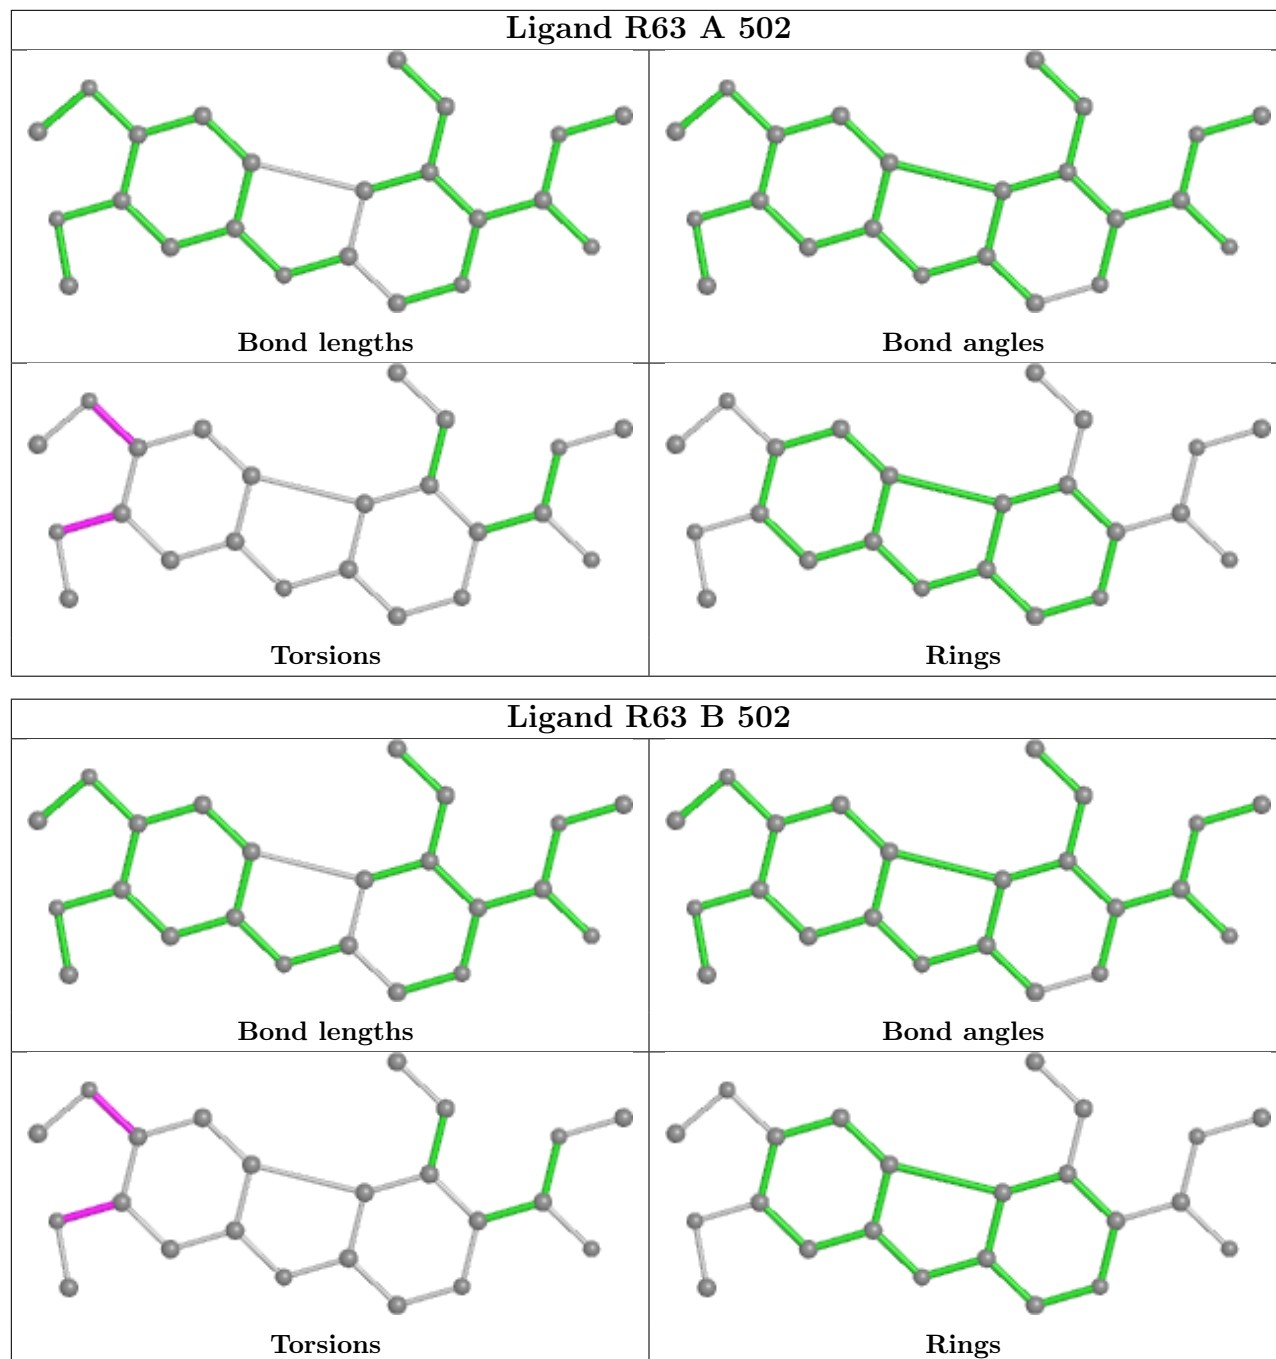 Ligand R63 A 502
Bond lengths
Bond angles
Torsions
Rings
Ligand R63 B 502
Bond lengths
Bond angles
Torsions
Rings